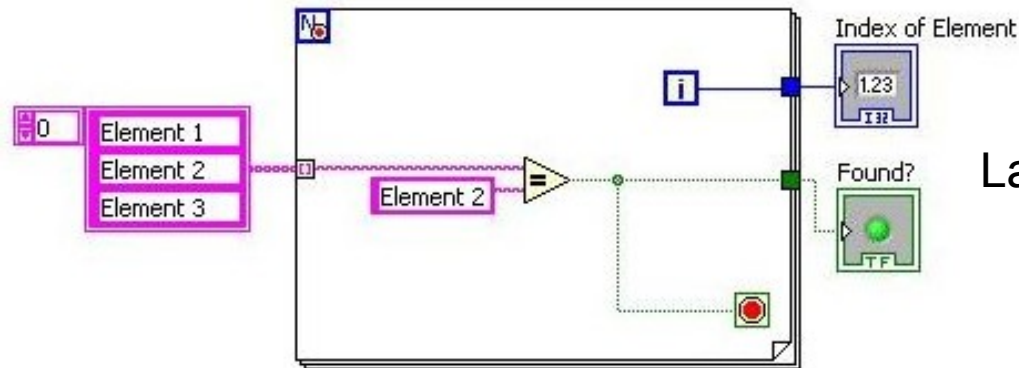 N
Index of Element
i
1.23
I32
0
Element 1
Element 2
Element 3
[]
Element 2
=
Found?
TF
La